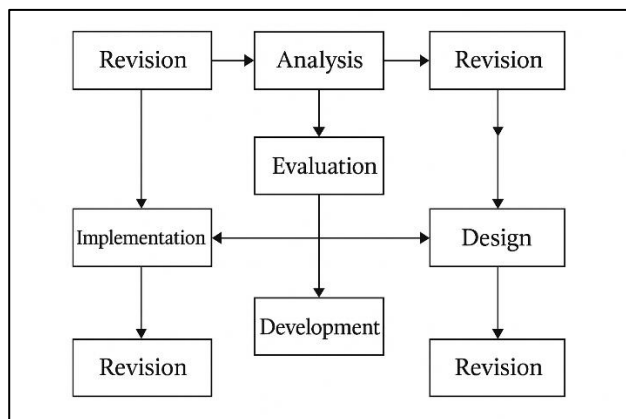 Revision
Analysis
Revision
Evaluation
Implementation
Design
Development
Revision
Revision